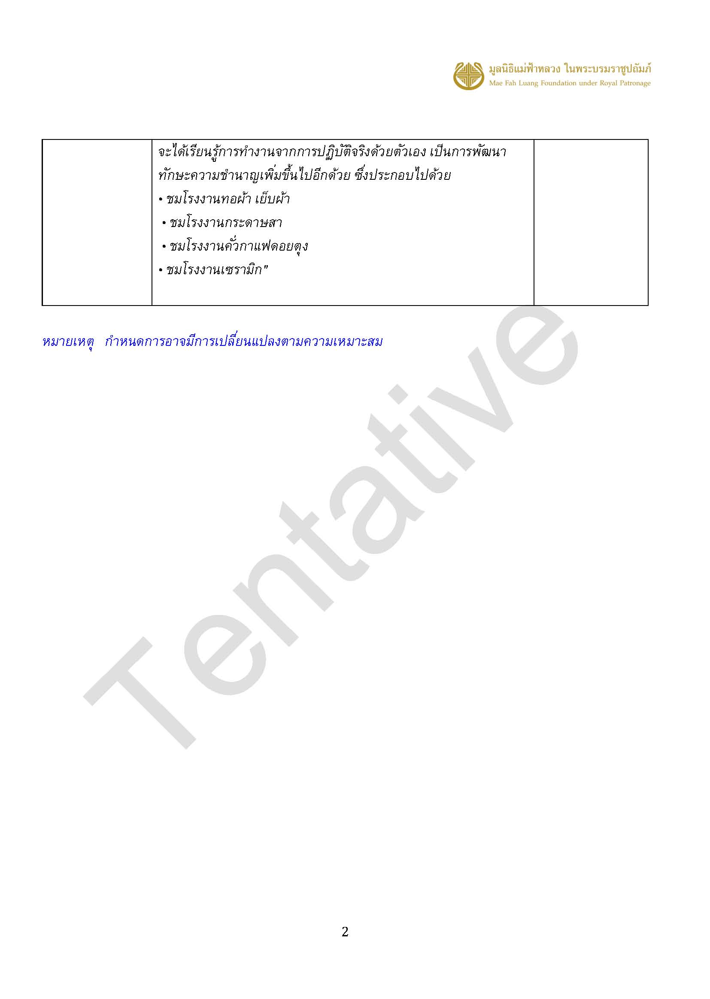 มูลนิธิแม่ฟ้าหลวง ในพระบรมราชูปถัมภ์
Mae Fah Luang Foundation under Royal Patronage
จะได้เรียนรู้การทำงานจากการปฏิบัติจริงด้วยตัวเอง เป็นการพัฒนา
ทักษะความชำนาญเพิ่มขึ้นไปอีกด้วย ซึ่งประกอบไปด้วย
• ชมโรงงานทอผ้า เย็บผ้า
• ชมโรงงานกระดาษสา
• ชมโรงงานคั่วกาแฟดอยตุง
• ชมโรงงานเซรามิก"
หมายเหตุ กำหนดการอาจมีการเปลี่ยนแปลงตามความเหมาะสม
Tentative
2